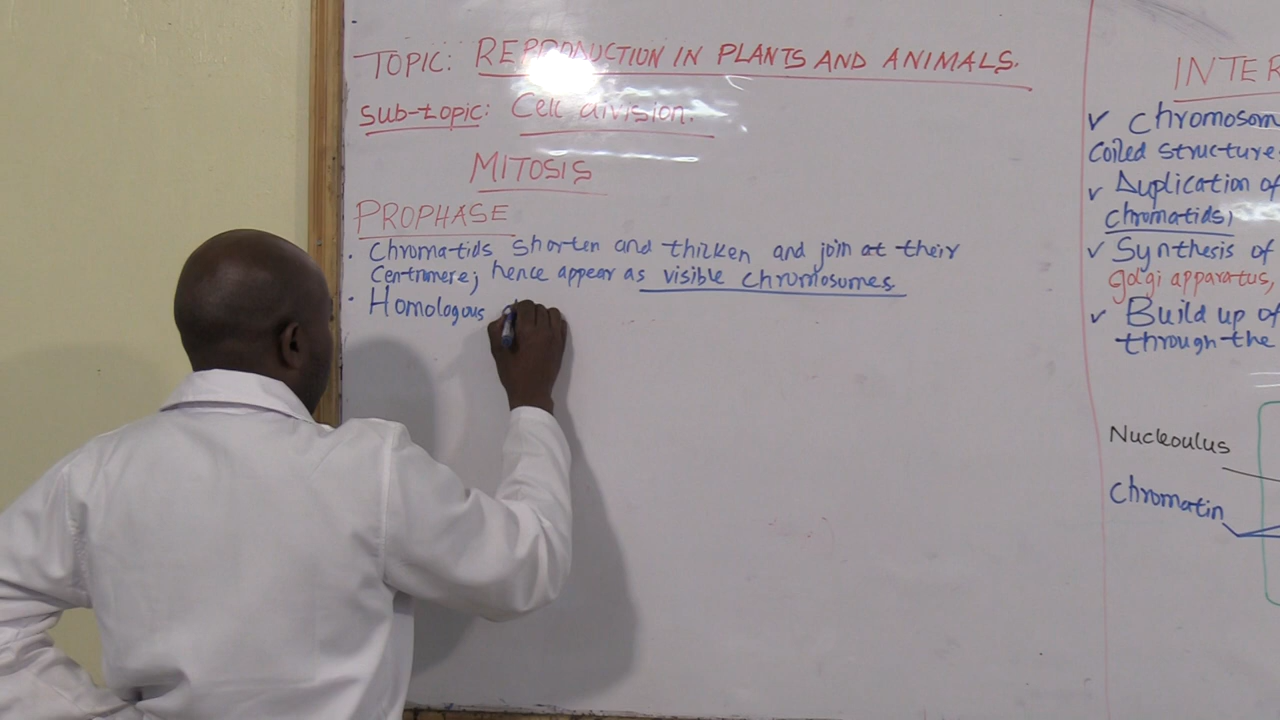 TOPIC: REPRODUCTION IN PLANTS AND ANIMALS.
Sub-topic: Cell division.
MITOSIS
PROPHASE
• Chromatids shorten and thicken and join at their
Centromere; hence appear as visible chromosomes.
• Homologous
INTER
✓ Chromosom
Coiled structure
✓ Duplication of
chromatids;
✓ Synthesis of
golgi apparatus,
✓ Build up of
through the
Nucleoulus
Chromatin